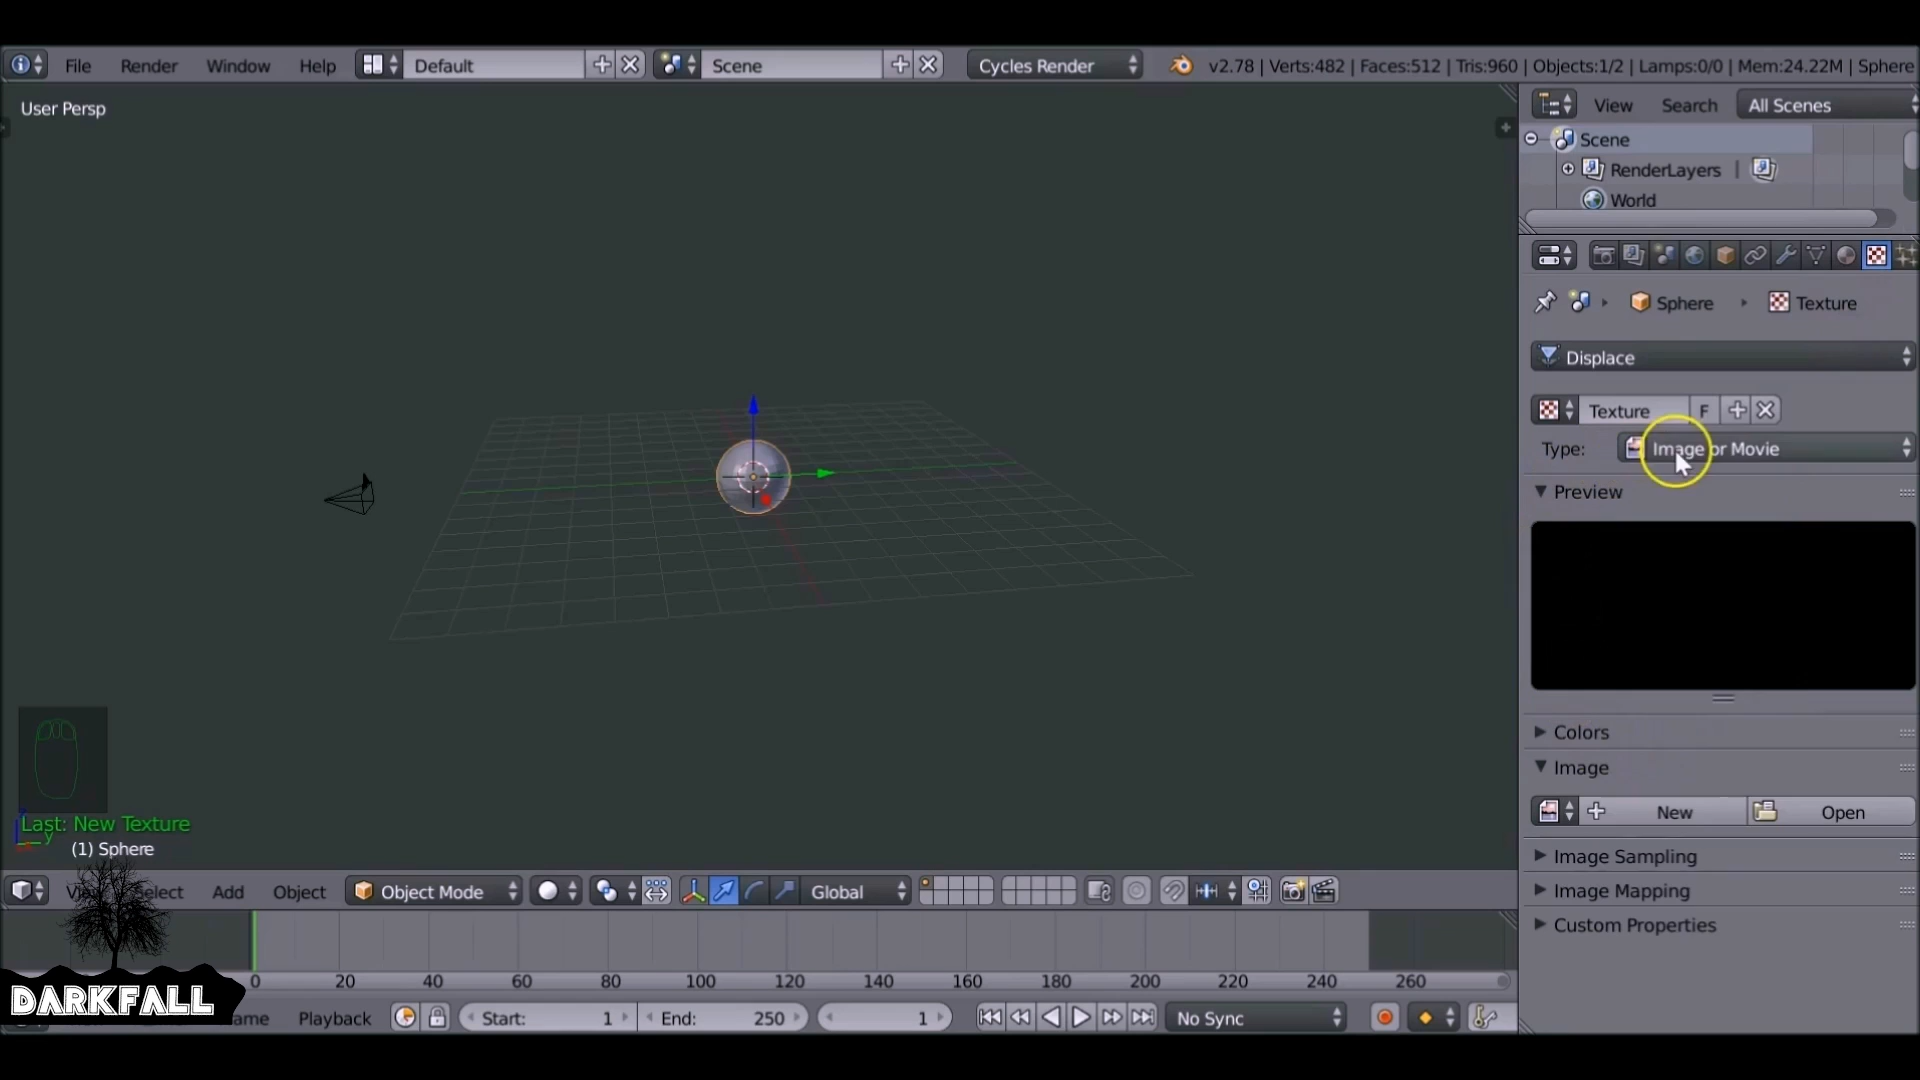 File Render Window Help Default Scene Cycles Render v2.78 | Verts:482 | Faces:512 | Tris:960 | Objects:1/2 | Lamps:0/0 | Mem:24.22M | Sphere
User Persp
View Search All Scenes
Scene
RenderLayers
World
Sphere Texture
Displace
Texture F
Type: Image or Movie
Preview
Colors
Image
New Open
Image Sampling
Image Mapping
Custom Properties
Last: New Texture
(1) Sphere
Add Object Object Mode Global
0 20 40 60 80 100 120 140 160 180 200 220 240 260
Playback Start: 1 End: 250 1 No Sync
DARKFALL